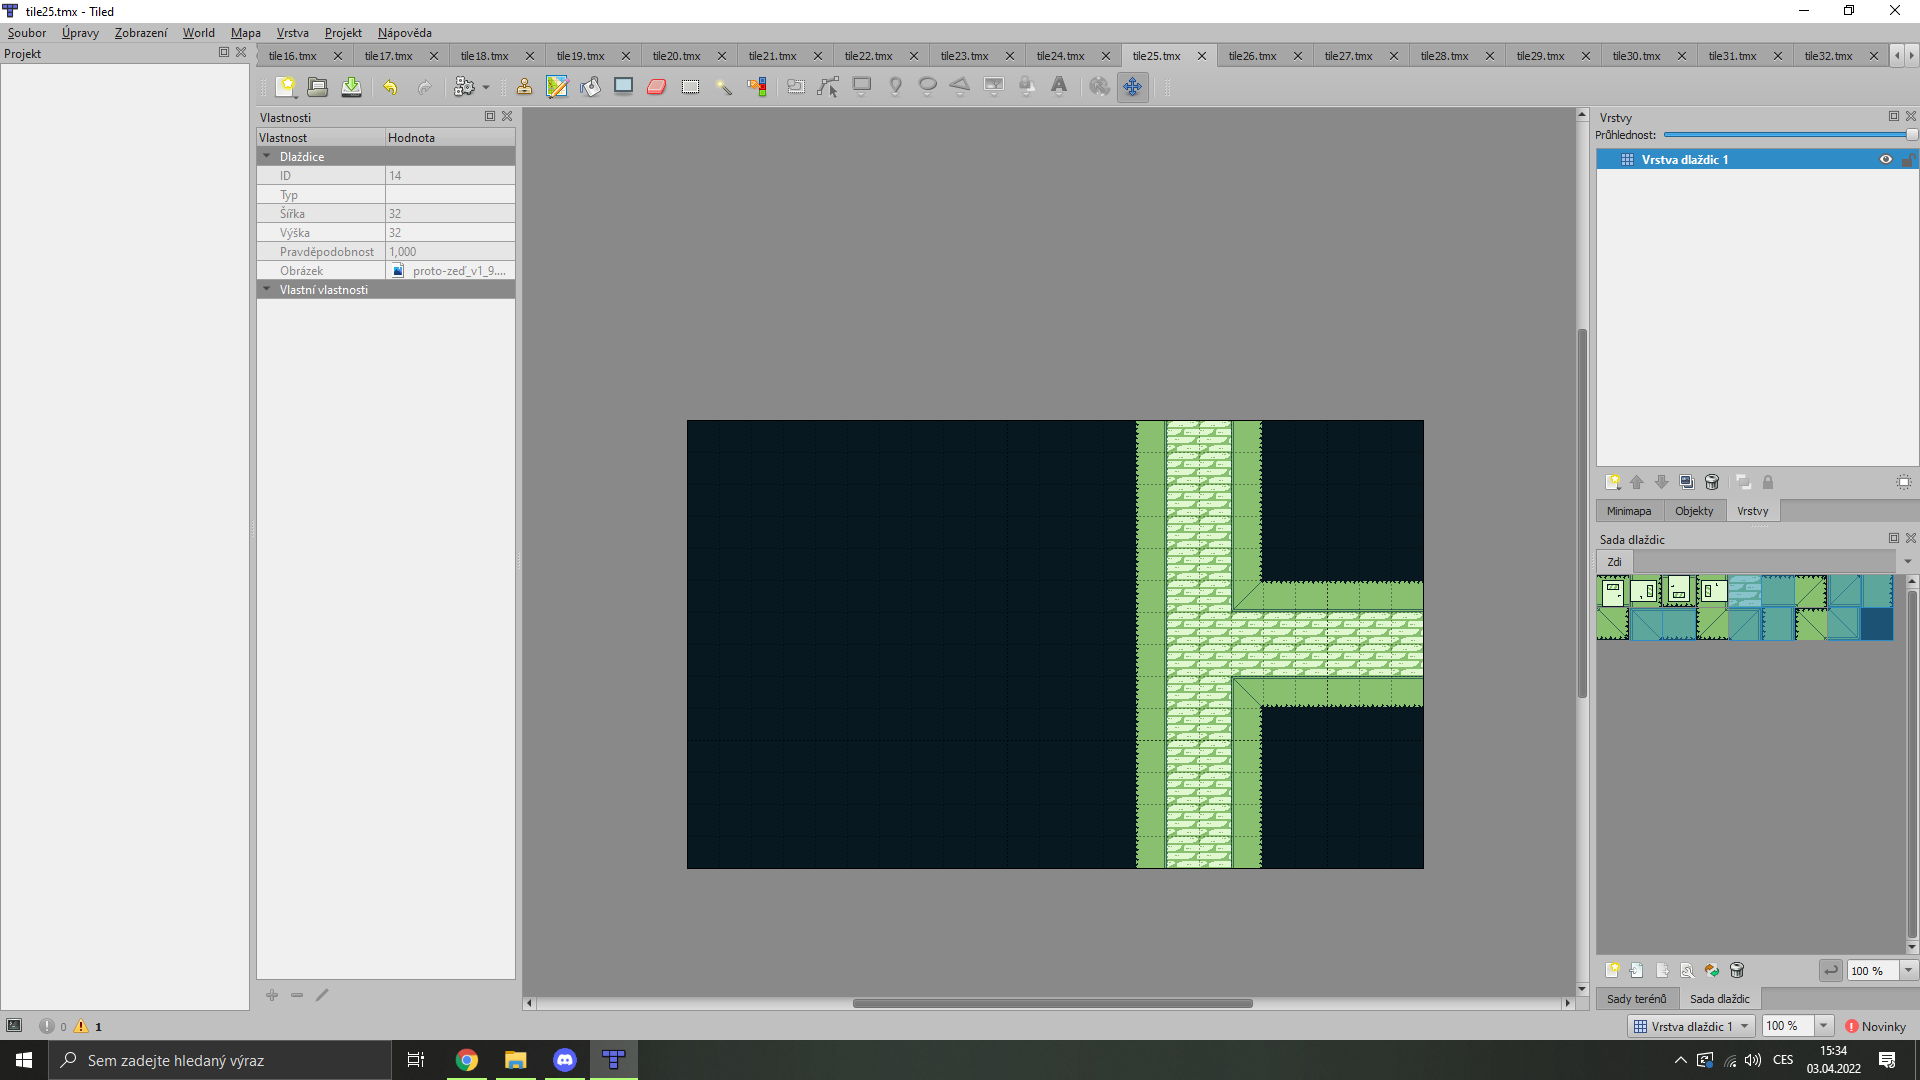 tile25.tmx - Tiled
Soubor Úpravy Zobrazení World Mapa Vrstva Projekt Nápověda
Projekt
tile16.tmx tile17.tmx tile18.tmx tile19.tmx tile20.tmx tile21.tmx tile22.tmx tile23.tmx tile24.tmx tile25.tmx tile26.tmx tile27.tmx tile28.tmx tile29.tmx tile30.tmx tile31.tmx tile32.tmx
Vlastnosti
Vlastnost Hodnota
Dlaždice
ID 14
Typ
Šířka 32
Výška 32
Pravděpodobnost 1,000
Obrázek proto-zeď_v1_9....
Vlastní vlastnosti
Vrstvy
Průhlednost:
Vrstva dlaždic 1
Minimapa Objekty Vrstvy
Sada dlaždic
Zdi
100 %
Sady terénů Sada dlaždic
0 1
Vrstva dlaždic 1 100 % Novinky
Sem zadejte hledaný výraz
CES
15:34
03.04.2022